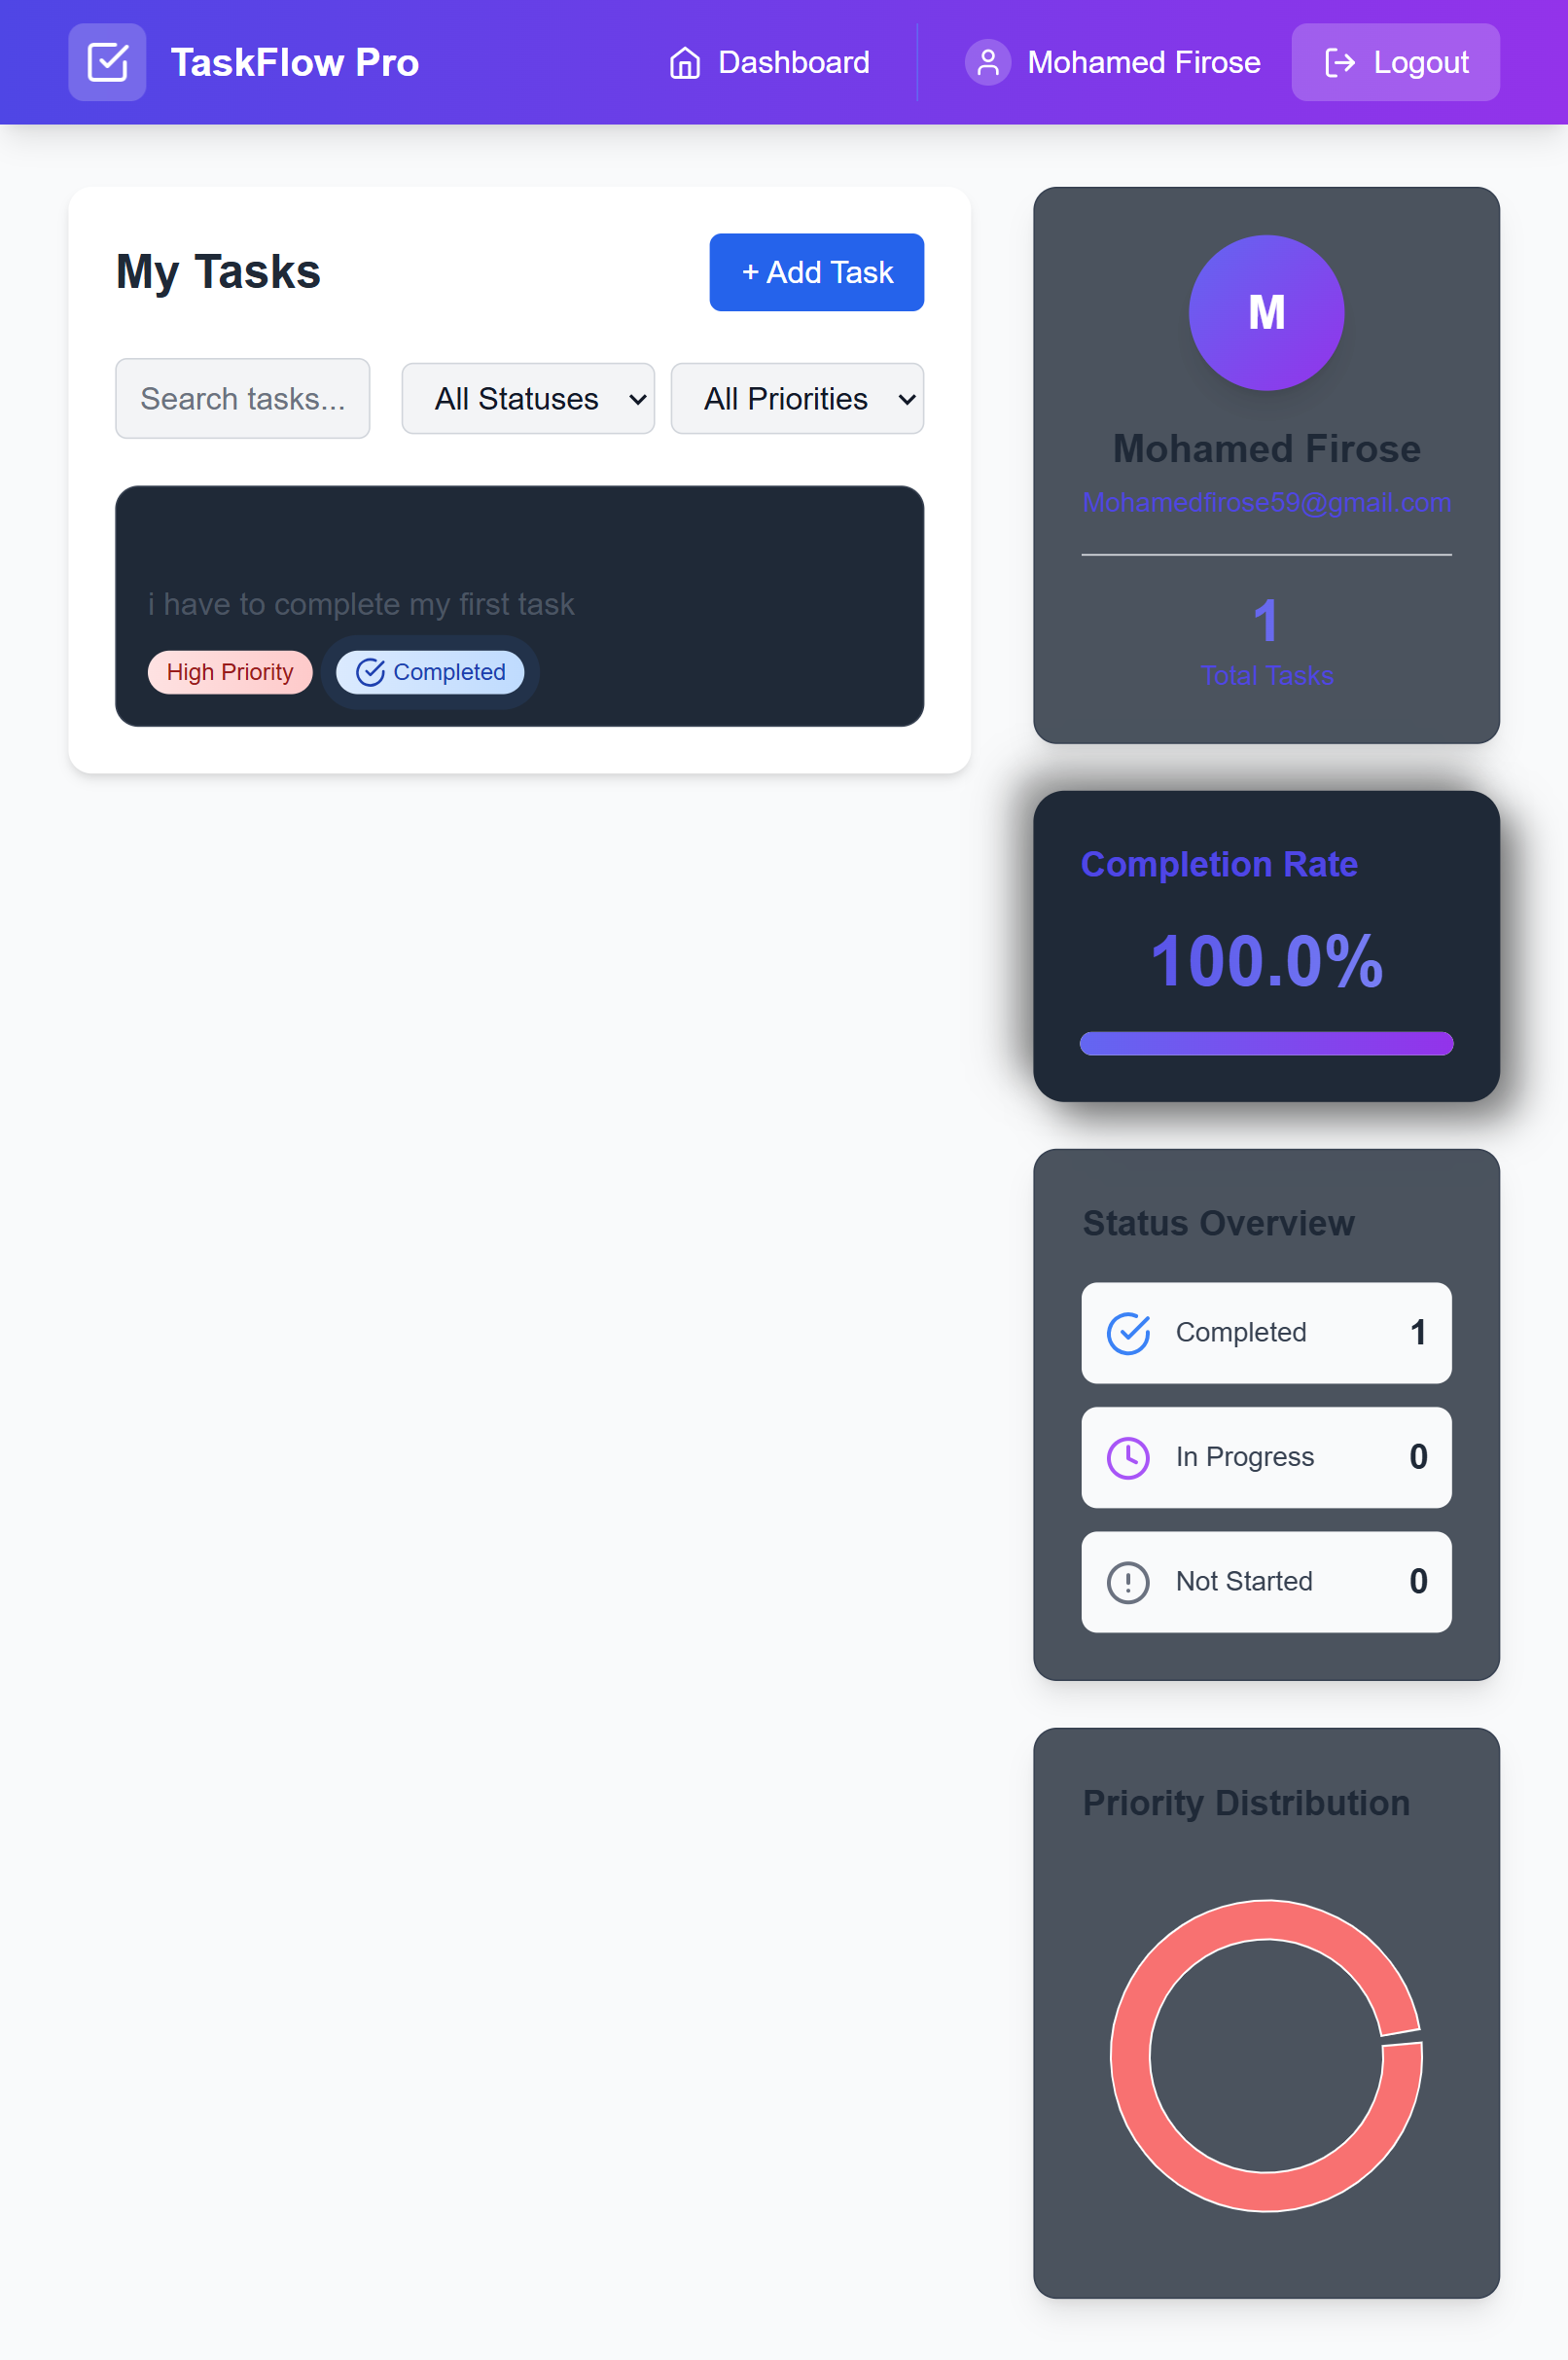 TaskFlow Pro
Dashboard
Mohamed Firose
Logout
My Tasks
+ Add Task
Search tasks...
All Statuses
All Priorities
i have to complete my first task
High Priority
Completed
M
Mohamed Firose
Mohamedfirose59@gmail.com
1
Total Tasks
Completion Rate
100.0%
Status Overview
Completed 1
In Progress 0
Not Started 0
Priority Distribution